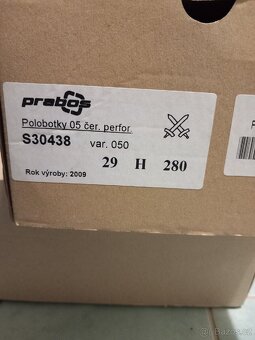 prabos
Polobotky 05 čer. perfor
S30438 var. 050
29 H 280
Rok výroby: 2009